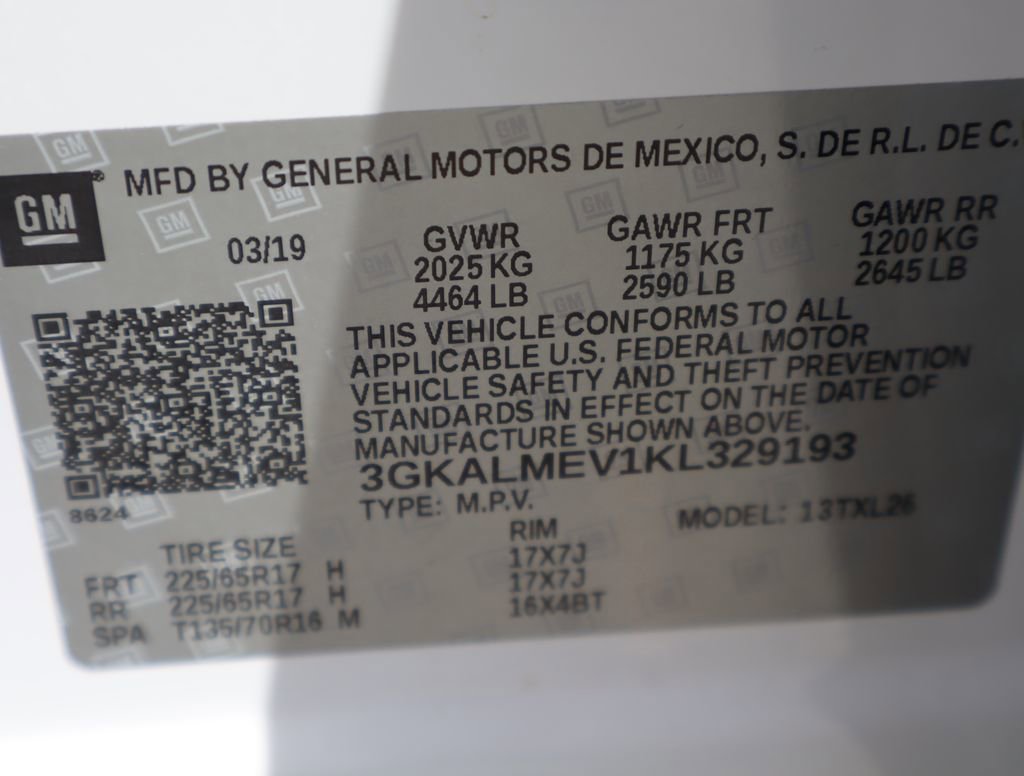 GM® MFD BY GENERAL MOTORS DE MEXICO, S. DE R.L. DE C.
03/19
GVWR GAWR FRT GAWR RR
2025 KG 1175 KG 1200 KG
4464 LB 2590 LB 2645 LB
THIS VEHICLE CONFORMS TO ALL
APPLICABLE U.S. FEDERAL MOTOR
VEHICLE SAFETY AND THEFT PREVENTION
STANDARDS IN EFFECT ON THE DATE OF
MANUFACTURE SHOWN ABOVE.
3GKALMEV1KL329193
8624
TYPE: M.P.V. MODEL: 13TXL26
TIRE SIZE RIM
FRT 225/65R17 H 17X7J
RR 225/65R17 H 17X7J
SPA T135/70R16 M 16X4BT